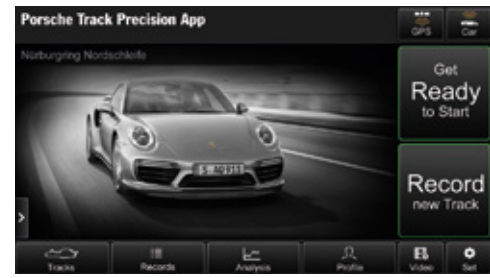 Porsche Track Precision App
GPS
Car
Nürburgring Nordschleife
Get
Ready
to Start
S·AO911
Record
new Track
Tracks
Records
Analysis
Profile
Video
Set